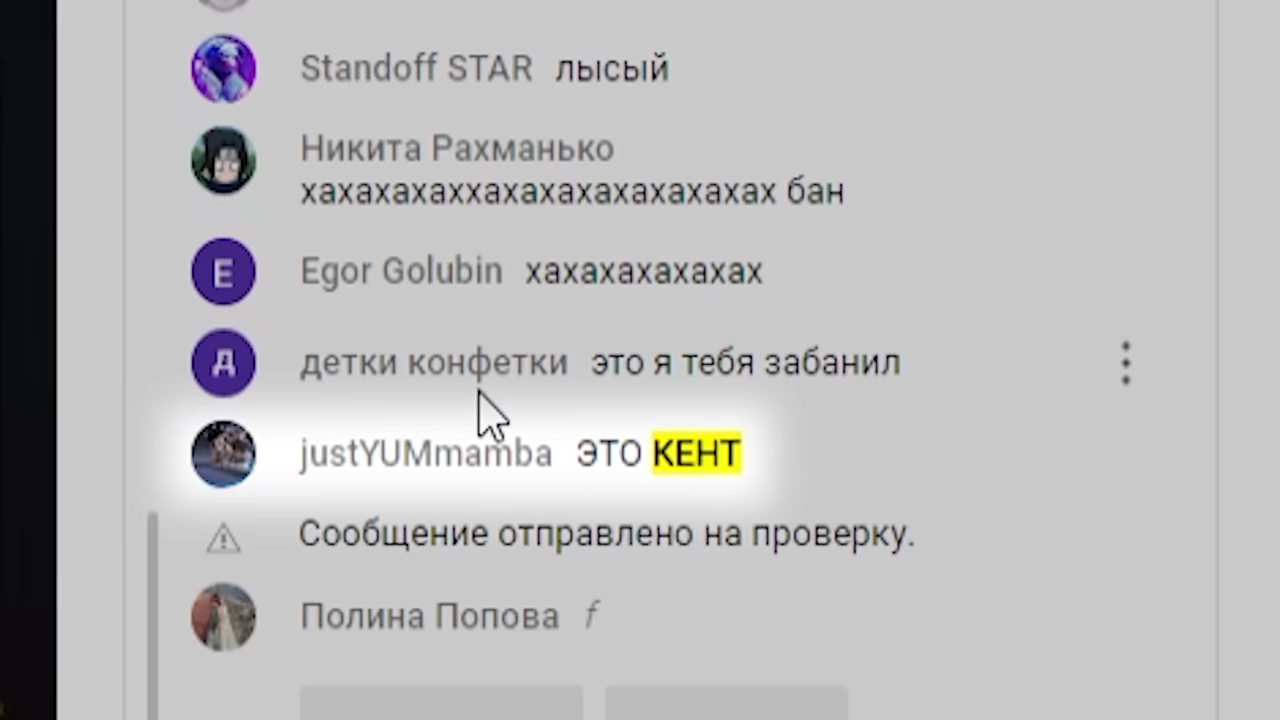 Standoff STAR лысый
Никита Рахманько
хахахахаххахахахахахахахах бан
E Egor Golubin хахахахахахах
Д детки конфетки это я тебя забанил
justYUMmamba ЭТО КЕНТ
Сообщение отправлено на проверку.
Полина Попова f